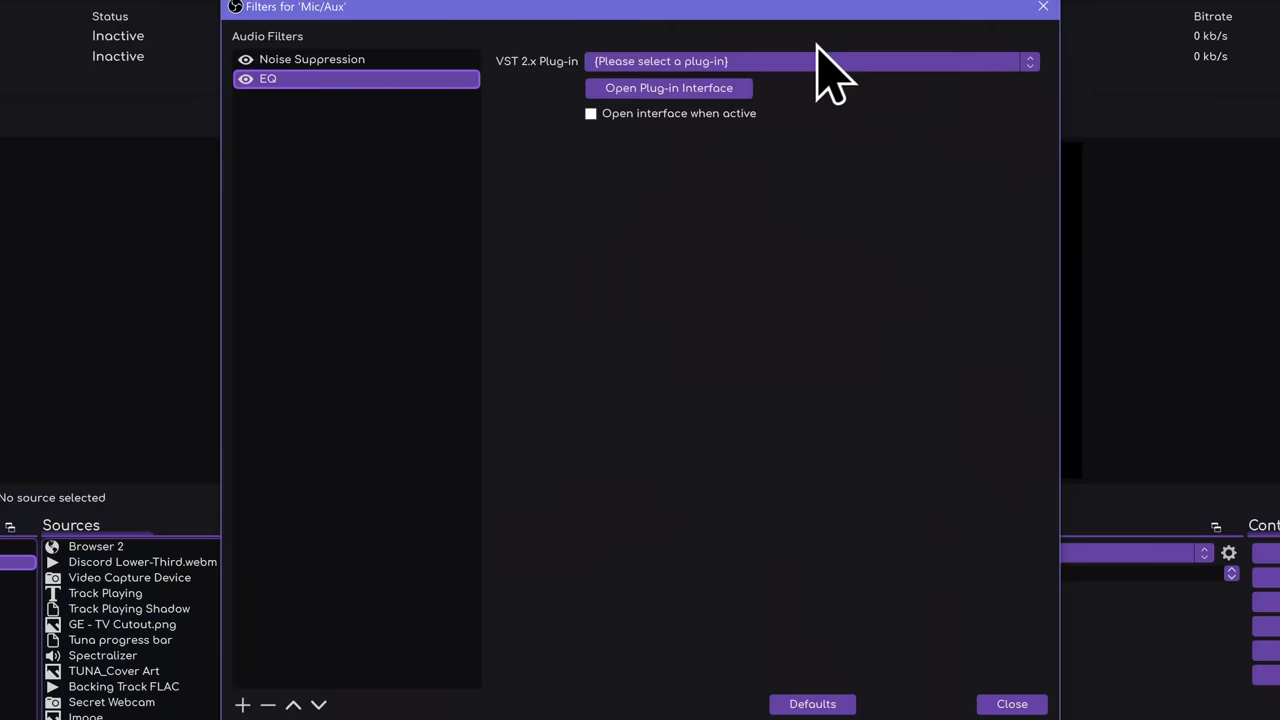 Filters for 'Mic/Aux'
Status
Inactive
Inactive
Bitrate
0 kb/s
0 kb/s
Audio Filters
Noise Suppression
EQ
VST 2.x Plug-in
{Please select a plug-in}
Open Plug-in Interface
Open interface when active
No source selected
Sources
Browser 2
Discord Lower-Third.webm
Video Capture Device
Track Playing
Track Playing Shadow
GE - TV Cutout.png
Tuna progress bar
Spectralizer
TUNA_Cover Art
Backing Track FLAC
Secret Webcam
Image
Cont
Defaults
Close